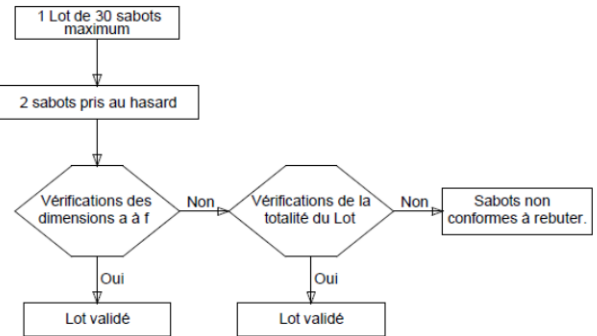 1 Lot de 30 sabots
maximum
2 sabots pris au hasard
Vérifications des
dimensions a à f
Non
Vérifications de la
totalité du Lot
Non
Sabots non
conformes à rebuter.
Oui
Oui
Lot validé
Lot validé